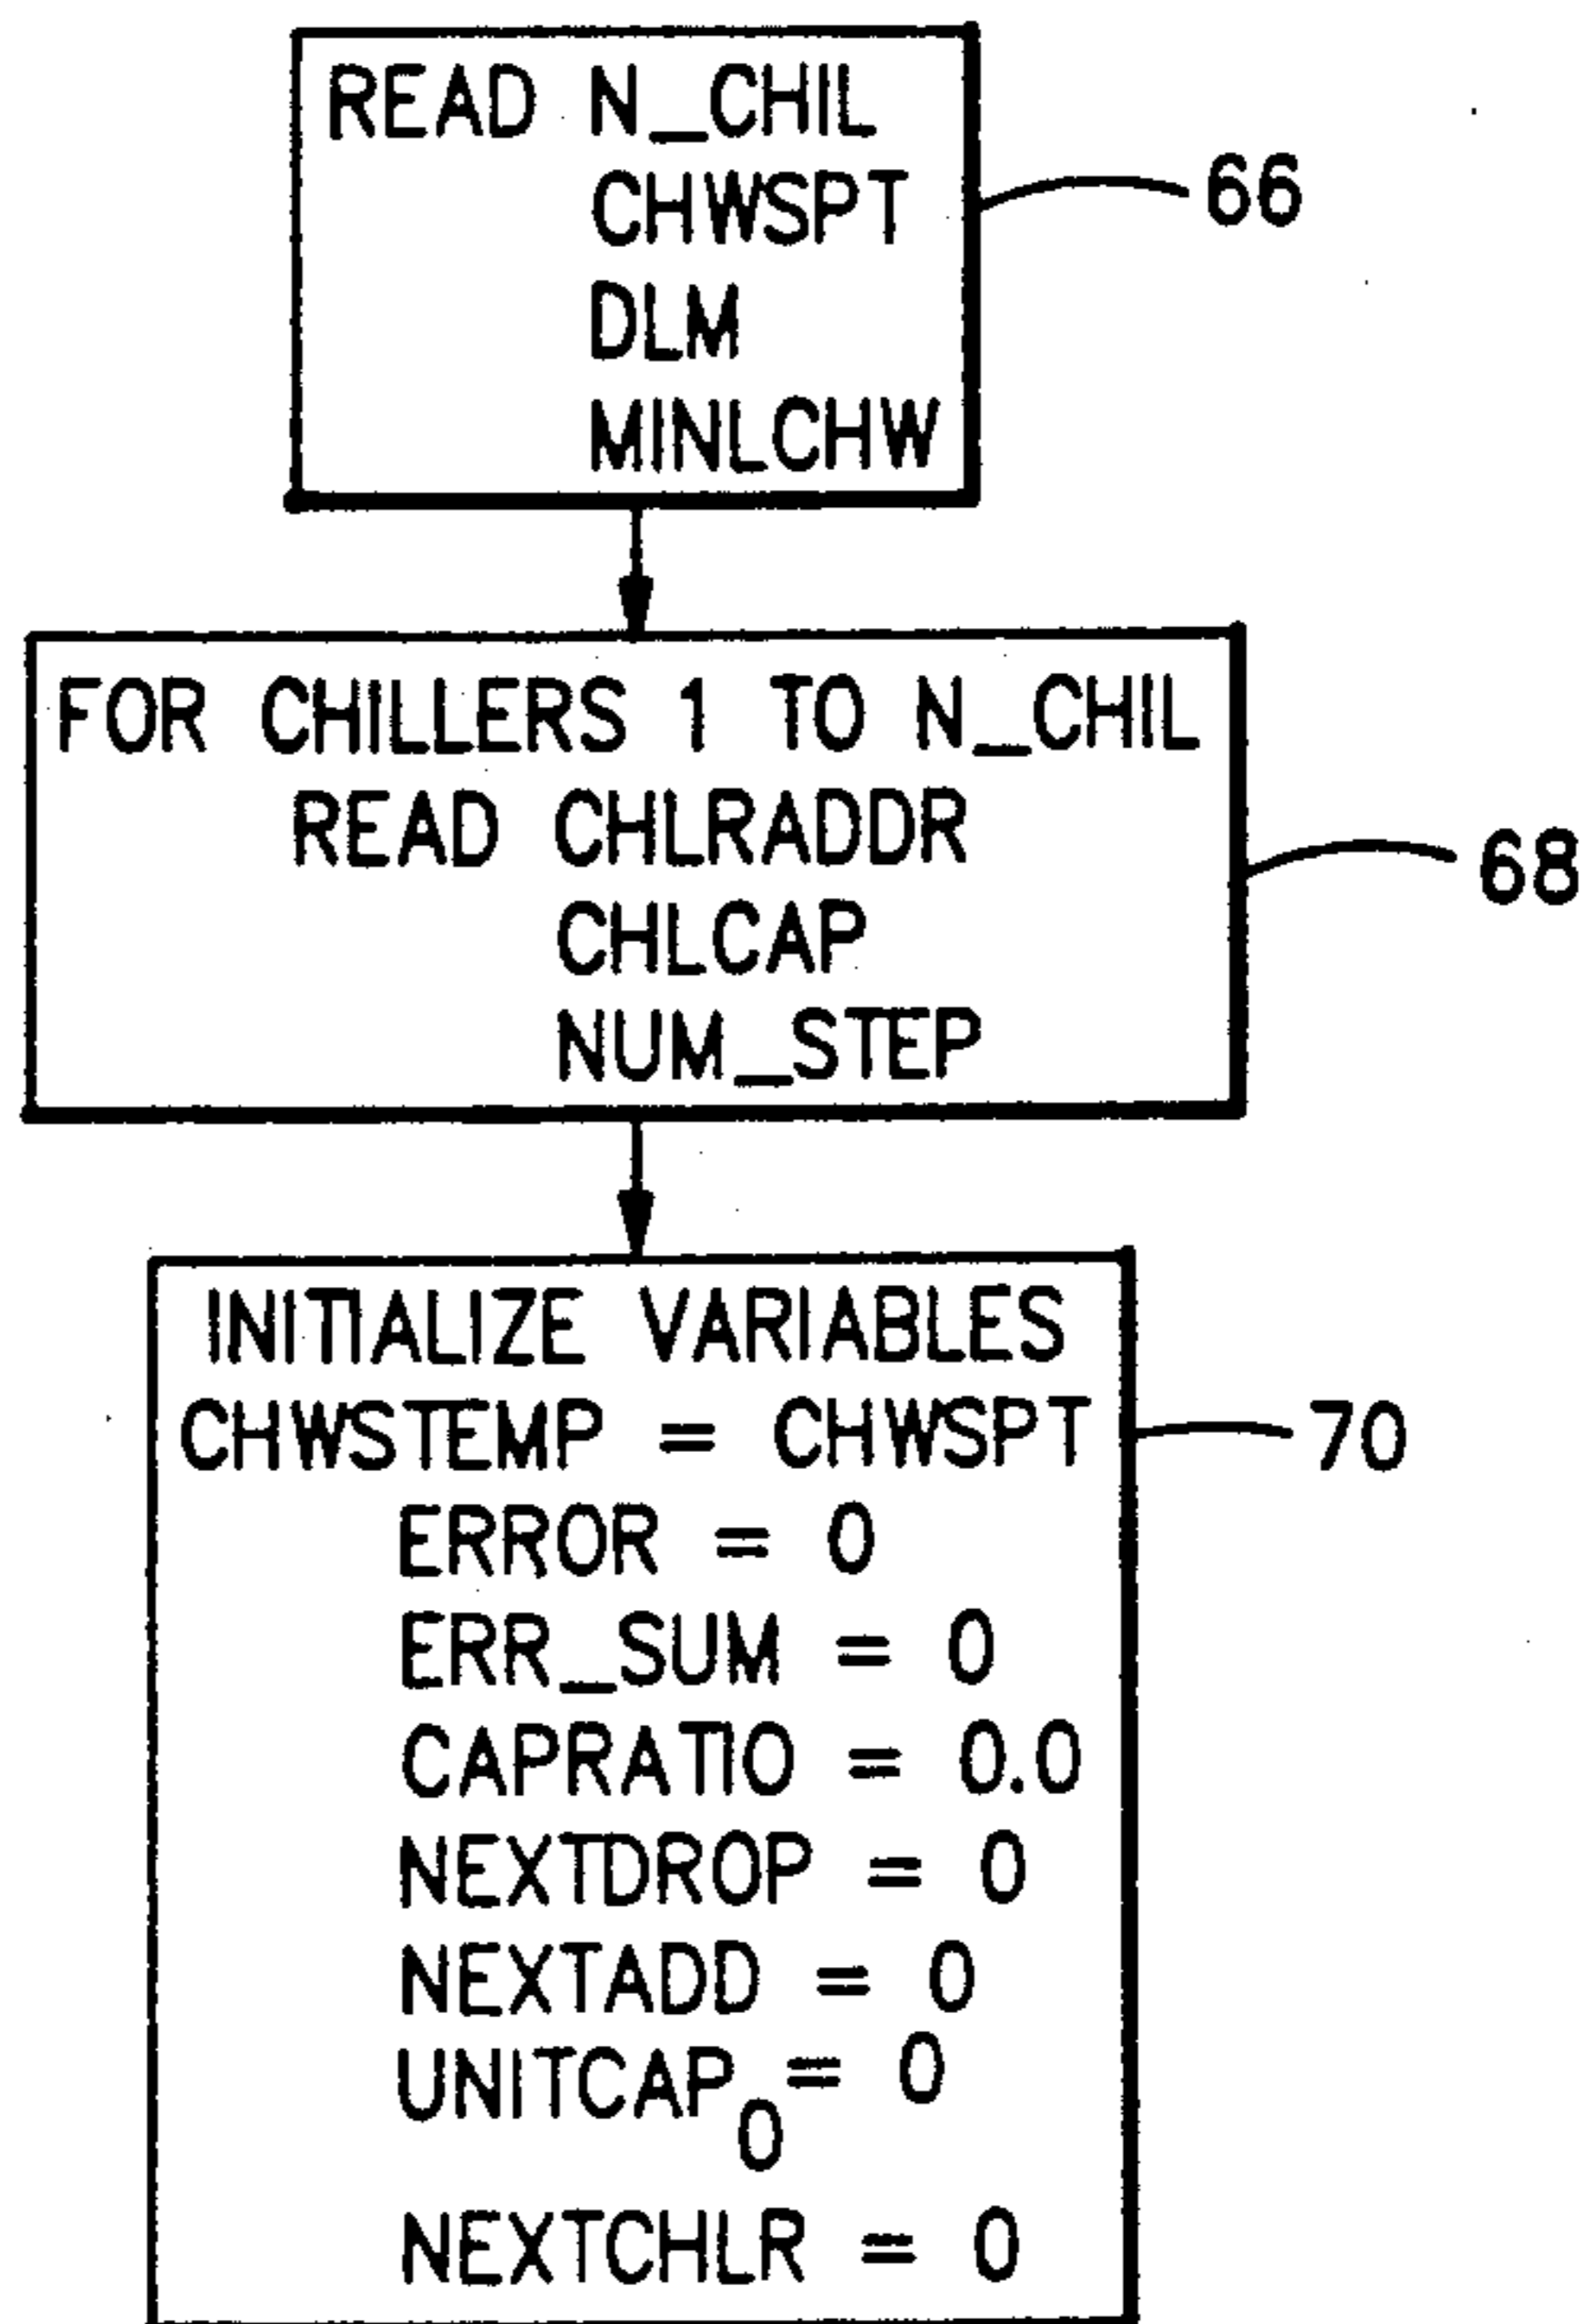 READ N_CHIL
CHWSPT
DLM
MINLCHW
66
FOR CHILLERS 1 TO N_CHIL
READ CHLRADDR
CHLCAP
NUM_STEP
68
INITIALIZE VARIABLES
CHWSTEMP = CHWSPT
70
ERROR = 0
ERR_SUM = 0
CAPRATIO = 0.0
NEXTDROP = 0
NEXTADD = 0
UNITCAP₀ = 0
NEXTCHLR = 0